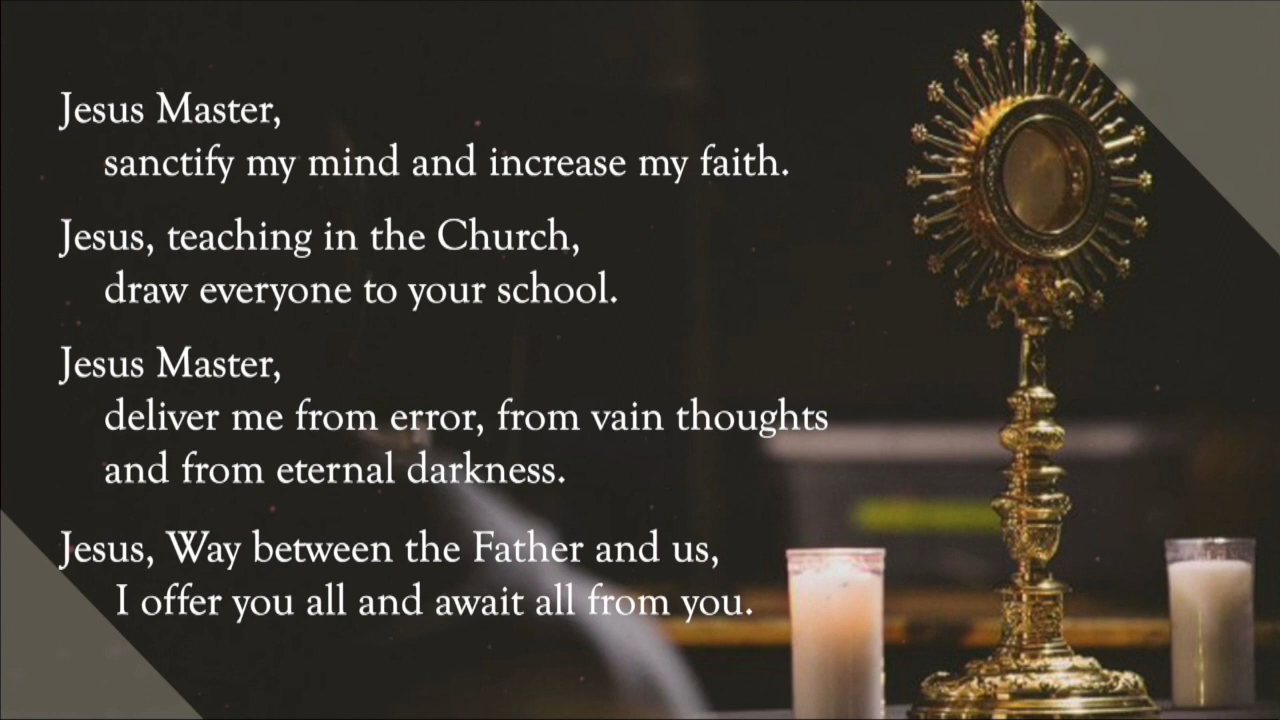 Jesus Master,
sanctify my mind and increase my faith.
Jesus, teaching in the Church,
draw everyone to your school.
Jesus Master,
deliver me from error, from vain thoughts
and from eternal darkness.
Jesus, Way between the Father and us,
I offer you all and await all from you.